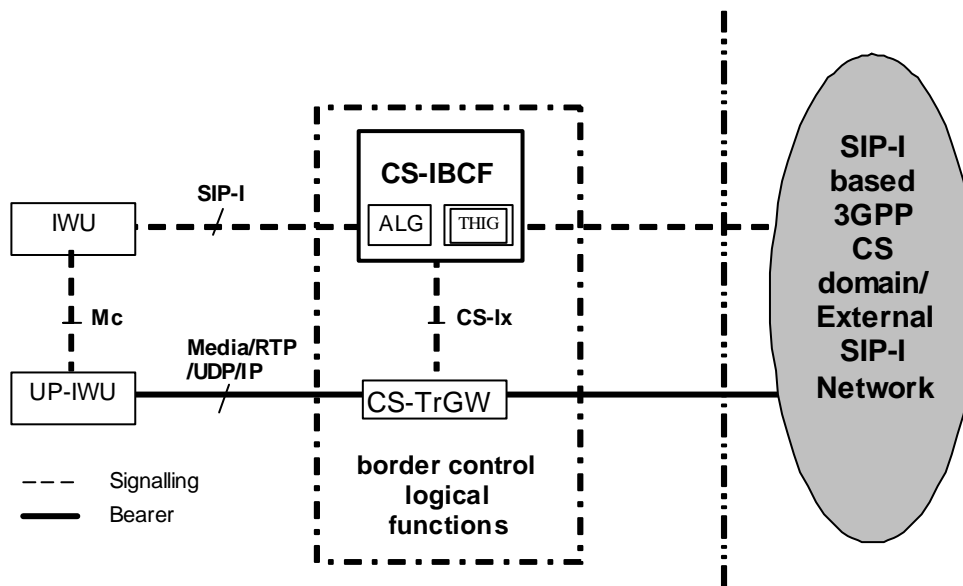 SIP-I
IWU
Mc
UP-IWU
Media/RTP
/UDP/IP
CS-IBCF
ALG
THIG
CS-Ix
CS-TrGW
border control
logical
functions
SIP-I
based
3GPP
CS
domain/
External
SIP-I
Network
Signalling
Bearer